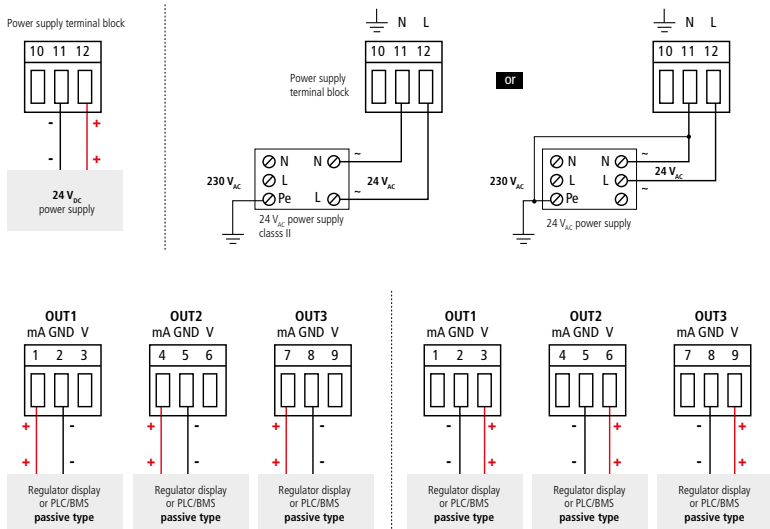 Power supply terminal block
10 11 12
- +
- +
24 VDC
power supply
N L
10 11 12
Power supply
terminal block
N N ~
230 VAC L 24 VAC
Pe L ~
24 VAC power supply
classs II
or
N L
10 11 12
N N ~
230 VAC L L 24 VAC
Pe ~
24 VAC power supply
OUT1
mA GND V
1 2 3
+ -
+ -
Regulator display
or PLC/BMS
passive type
OUT2
mA GND V
4 5 6
+ -
+ -
Regulator display
or PLC/BMS
passive type
OUT3
mA GND V
7 8 9
+ -
+ -
Regulator display
or PLC/BMS
passive type
OUT1
mA GND V
1 2 3
- +
- +
Regulator display
or PLC/BMS
passive type
OUT2
mA GND V
4 5 6
- +
- +
Regulator display
or PLC/BMS
passive type
OUT3
mA GND V
7 8 9
- +
- +
Regulator display
or PLC/BMS
passive type